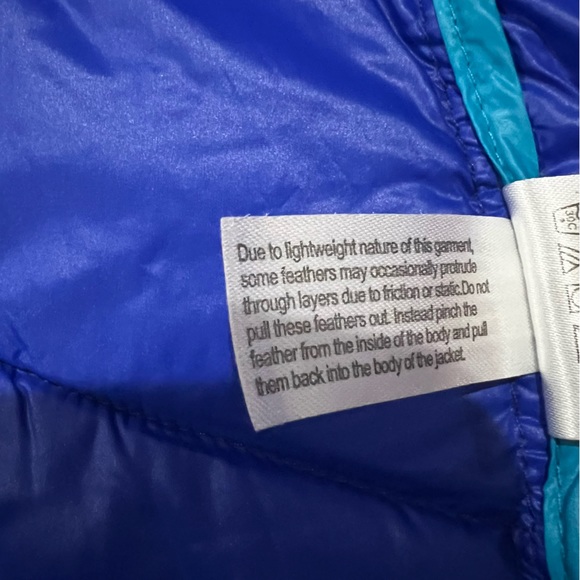 Due to lightweight nature of this garment,
some feathers may occasionally protrude
through layers due to friction or static.Do not
pull these feathers out. Instead pinch the
feather from the inside of the body and pull
them back into the body of the jacket.
30C